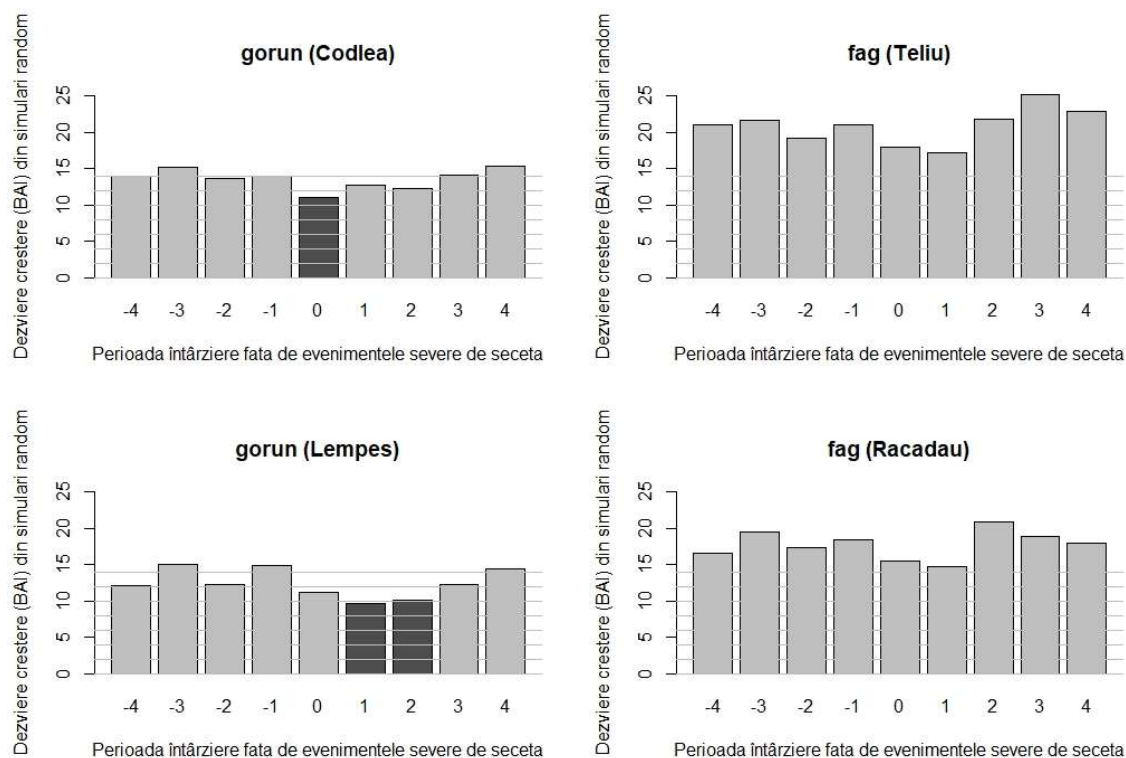 gorun (Codlea)
Dezviere crestere (BAI) din simulari random
25
20
15
10
5
0
-4 -3 -2 -1 0 1 2 3 4
Perioada întârziere fata de evenimentele severe de seceta
fag (Teliu)
Dezviere crestere (BAI) din simulari random
25
20
15
10
5
0
-4 -3 -2 -1 0 1 2 3 4
Perioada întârziere fata de evenimentele severe de seceta
gorun (Lempes)
Dezviere crestere (BAI) din simulari random
25
20
15
10
5
0
-4 -3 -2 -1 0 1 2 3 4
Perioada întârziere fata de evenimentele severe de seceta
fag (Racadau)
Dezviere crestere (BAI) din simulari random
25
20
15
10
5
0
-4 -3 -2 -1 0 1 2 3 4
Perioada întârziere fata de evenimentele severe de seceta